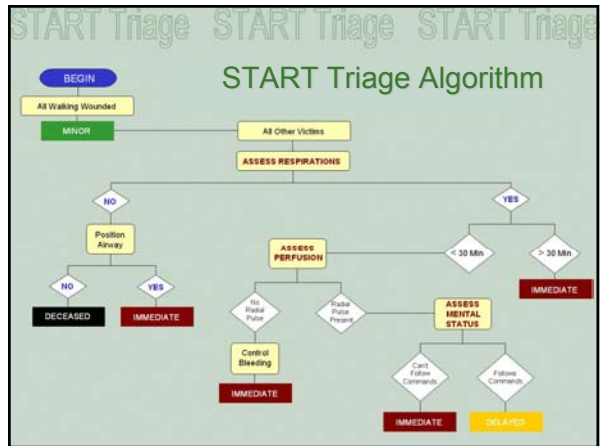 START Triage START Triage START Triage
START Triage Algorithm
BEGIN
All Walking Wounded
MINOR
All Other Victims
ASSESS RESPIRATIONS
NO
YES
Position
Airway
ASSESS
PERFUSION
< 30 Min
> 30 Min
NO
YES
IMMEDIATE
DECEASED
IMMEDIATE
No
Radial
Pulse
Radial
Pulse
Present
ASSESS
MENTAL
STATUS
Control
Bleeding
Can't
Follow
Commands
Follows
Commands
IMMEDIATE
IMMEDIATE
DELAYED